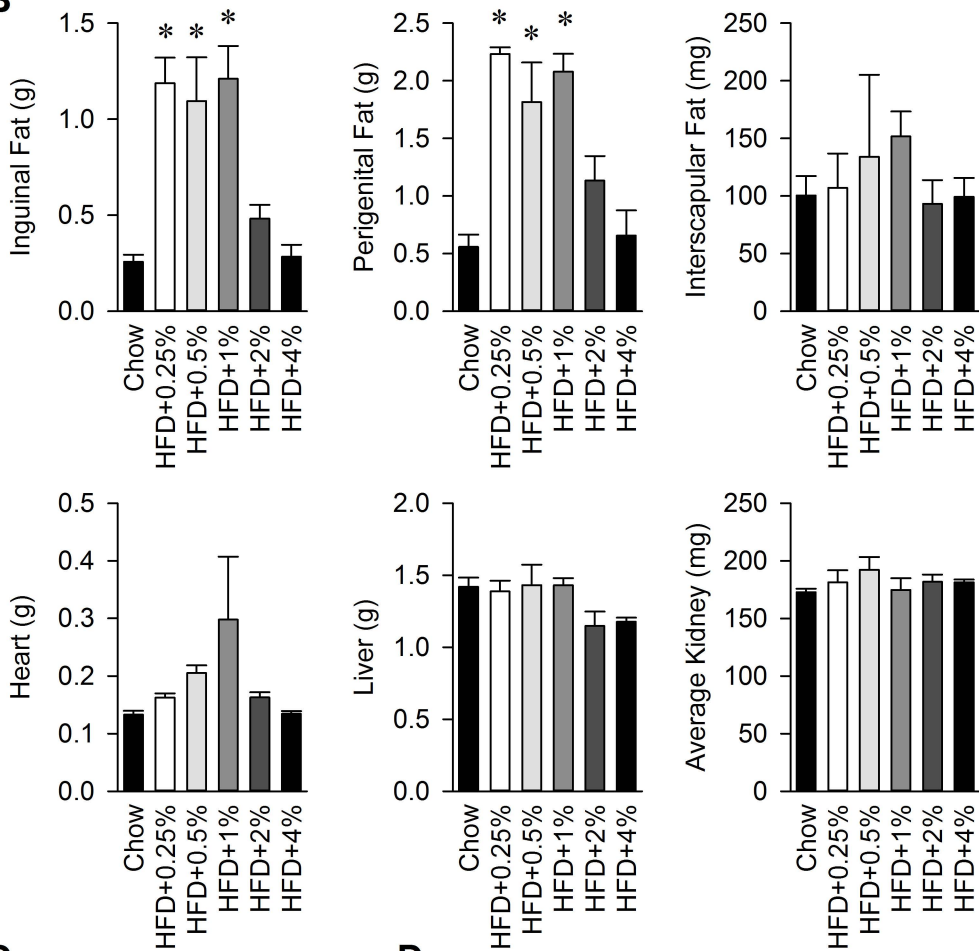 Inguinal Fat (g)
1.5
1.0
0.5
0.0
* * *
Chow
HFD+0.25%
HFD+0.5%
HFD+1%
HFD+2%
HFD+4%
Perigenital Fat (g)
2.5
2.0
1.5
1.0
0.5
0.0
* * *
Chow
HFD+0.25%
HFD+0.5%
HFD+1%
HFD+2%
HFD+4%
Interscapular Fat (mg)
250
200
150
100
50
0
Chow
HFD+0.25%
HFD+0.5%
HFD+1%
HFD+2%
HFD+4%
Heart (g)
0.5
0.4
0.3
0.2
0.1
0.0
Chow
HFD+0.25%
HFD+0.5%
HFD+1%
HFD+2%
HFD+4%
Liver (g)
2.0
1.5
1.0
0.5
0.0
Chow
HFD+0.25%
HFD+0.5%
HFD+1%
HFD+2%
HFD+4%
Average Kidney (mg)
250
200
150
100
50
0
Chow
HFD+0.25%
HFD+0.5%
HFD+1%
HFD+2%
HFD+4%